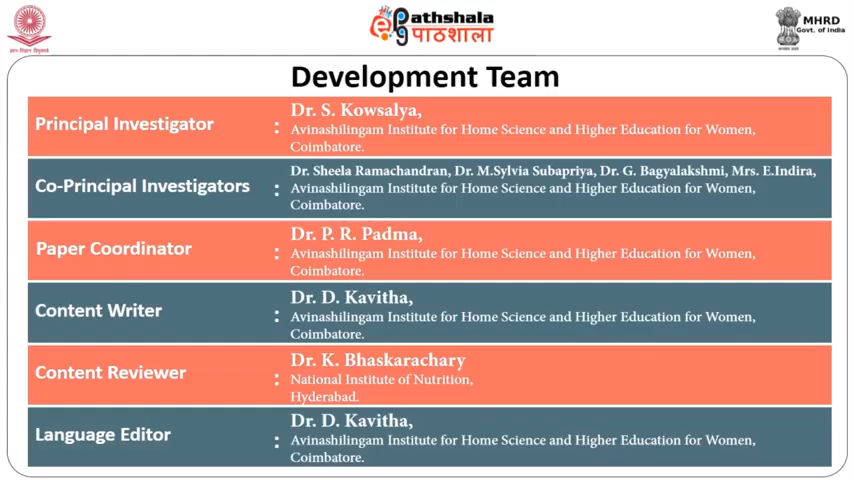 Pathshala
पाठशाला
MHRD
Govt. of India
Development Team
Principal Investigator
:
Dr. S. Kowsalya,
Avinashilingam Institute for Home Science and Higher Education for Women,
Coimbatore.
Co-Principal Investigators
:
Dr. Sheela Ramachandran, Dr. M.Sylvia Subapriya, Dr. G. Bagyalakshmi, Mrs. E.Indira,
Avinashilingam Institute for Home Science and Higher Education for Women,
Coimbatore.
Paper Coordinator
:
Dr. P. R. Padma,
Avinashilingam Institute for Home Science and Higher Education for Women,
Coimbatore.
Content Writer
:
Dr. D. Kavitha,
Avinashilingam Institute for Home Science and Higher Education for Women,
Coimbatore.
Content Reviewer
:
Dr. K. Bhaskarachary
National Institute of Nutrition,
Hyderabad.
Language Editor
:
Dr. D. Kavitha,
Avinashilingam Institute for Home Science and Higher Education for Women,
Coimbatore.